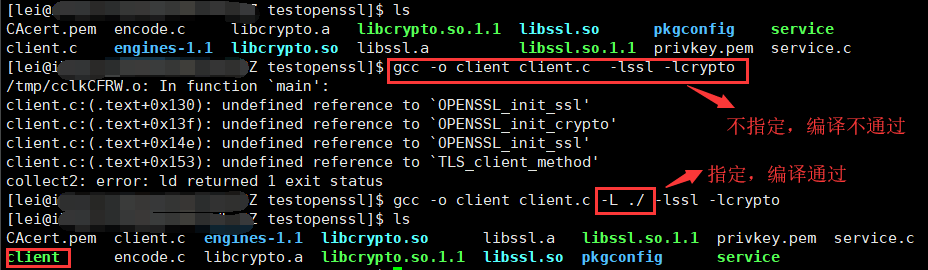 [lei@i Z testopenssl]$ ls
CAcert.pem encode.c libcrypto.a libcrypto.so.1.1 libssl.so pkgconfig service
client.c engines-1.1 libcrypto.so libssl.a libssl.so.1.1 privkey.pem service.c
[lei@i Z testopenssl]$ gcc -o client client.c -lssl -lcrypto
/tmp/cclkCFRW.o: In function `main':
client.c:(.text+0x130): undefined reference to `OPENSSL_init_ssl'
client.c:(.text+0x13f): undefined reference to `OPENSSL_init_crypto'
不指定，编译不通过
client.c:(.text+0x14e): undefined reference to `OPENSSL_init_ssl'
client.c:(.text+0x153): undefined reference to `TLS_client_method'
指定，编译通过
collect2: error: ld returned 1 exit status
[lei@i Z testopenssl]$ gcc -o client client.c -L ./ -lssl -lcrypto
[lei@i Z testopenssl]$ ls
CAcert.pem client.c engines-1.1 libcrypto.so libssl.a libssl.so.1.1 privkey.pem service.c
client encode.c libcrypto.a libcrypto.so.1.1 libssl.so pkgconfig service